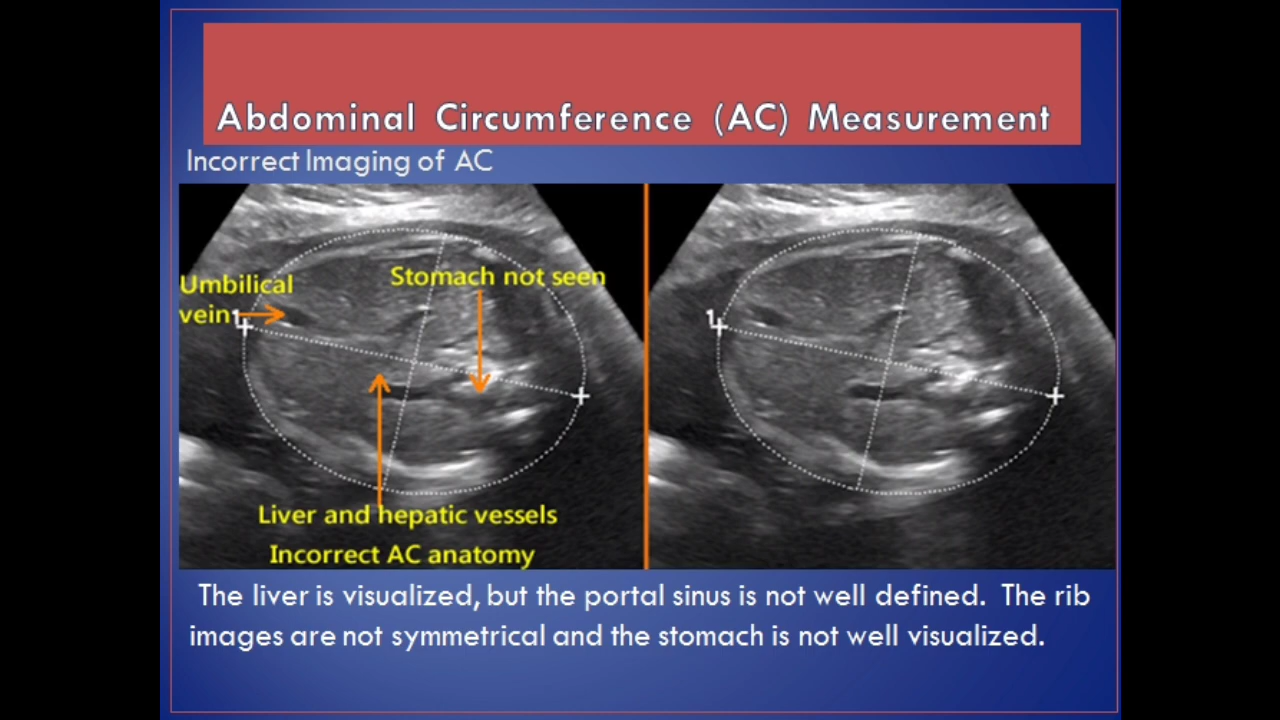 Abdominal Circumference (AC) Measurement
Incorrect Imaging of AC
Umbilical
vein
Stomach not seen
1
1
Liver and hepatic vessels
Incorrect AC anatomy
The liver is visualized, but the portal sinus is not well defined. The rib
images are not symmetrical and the stomach is not well visualized.